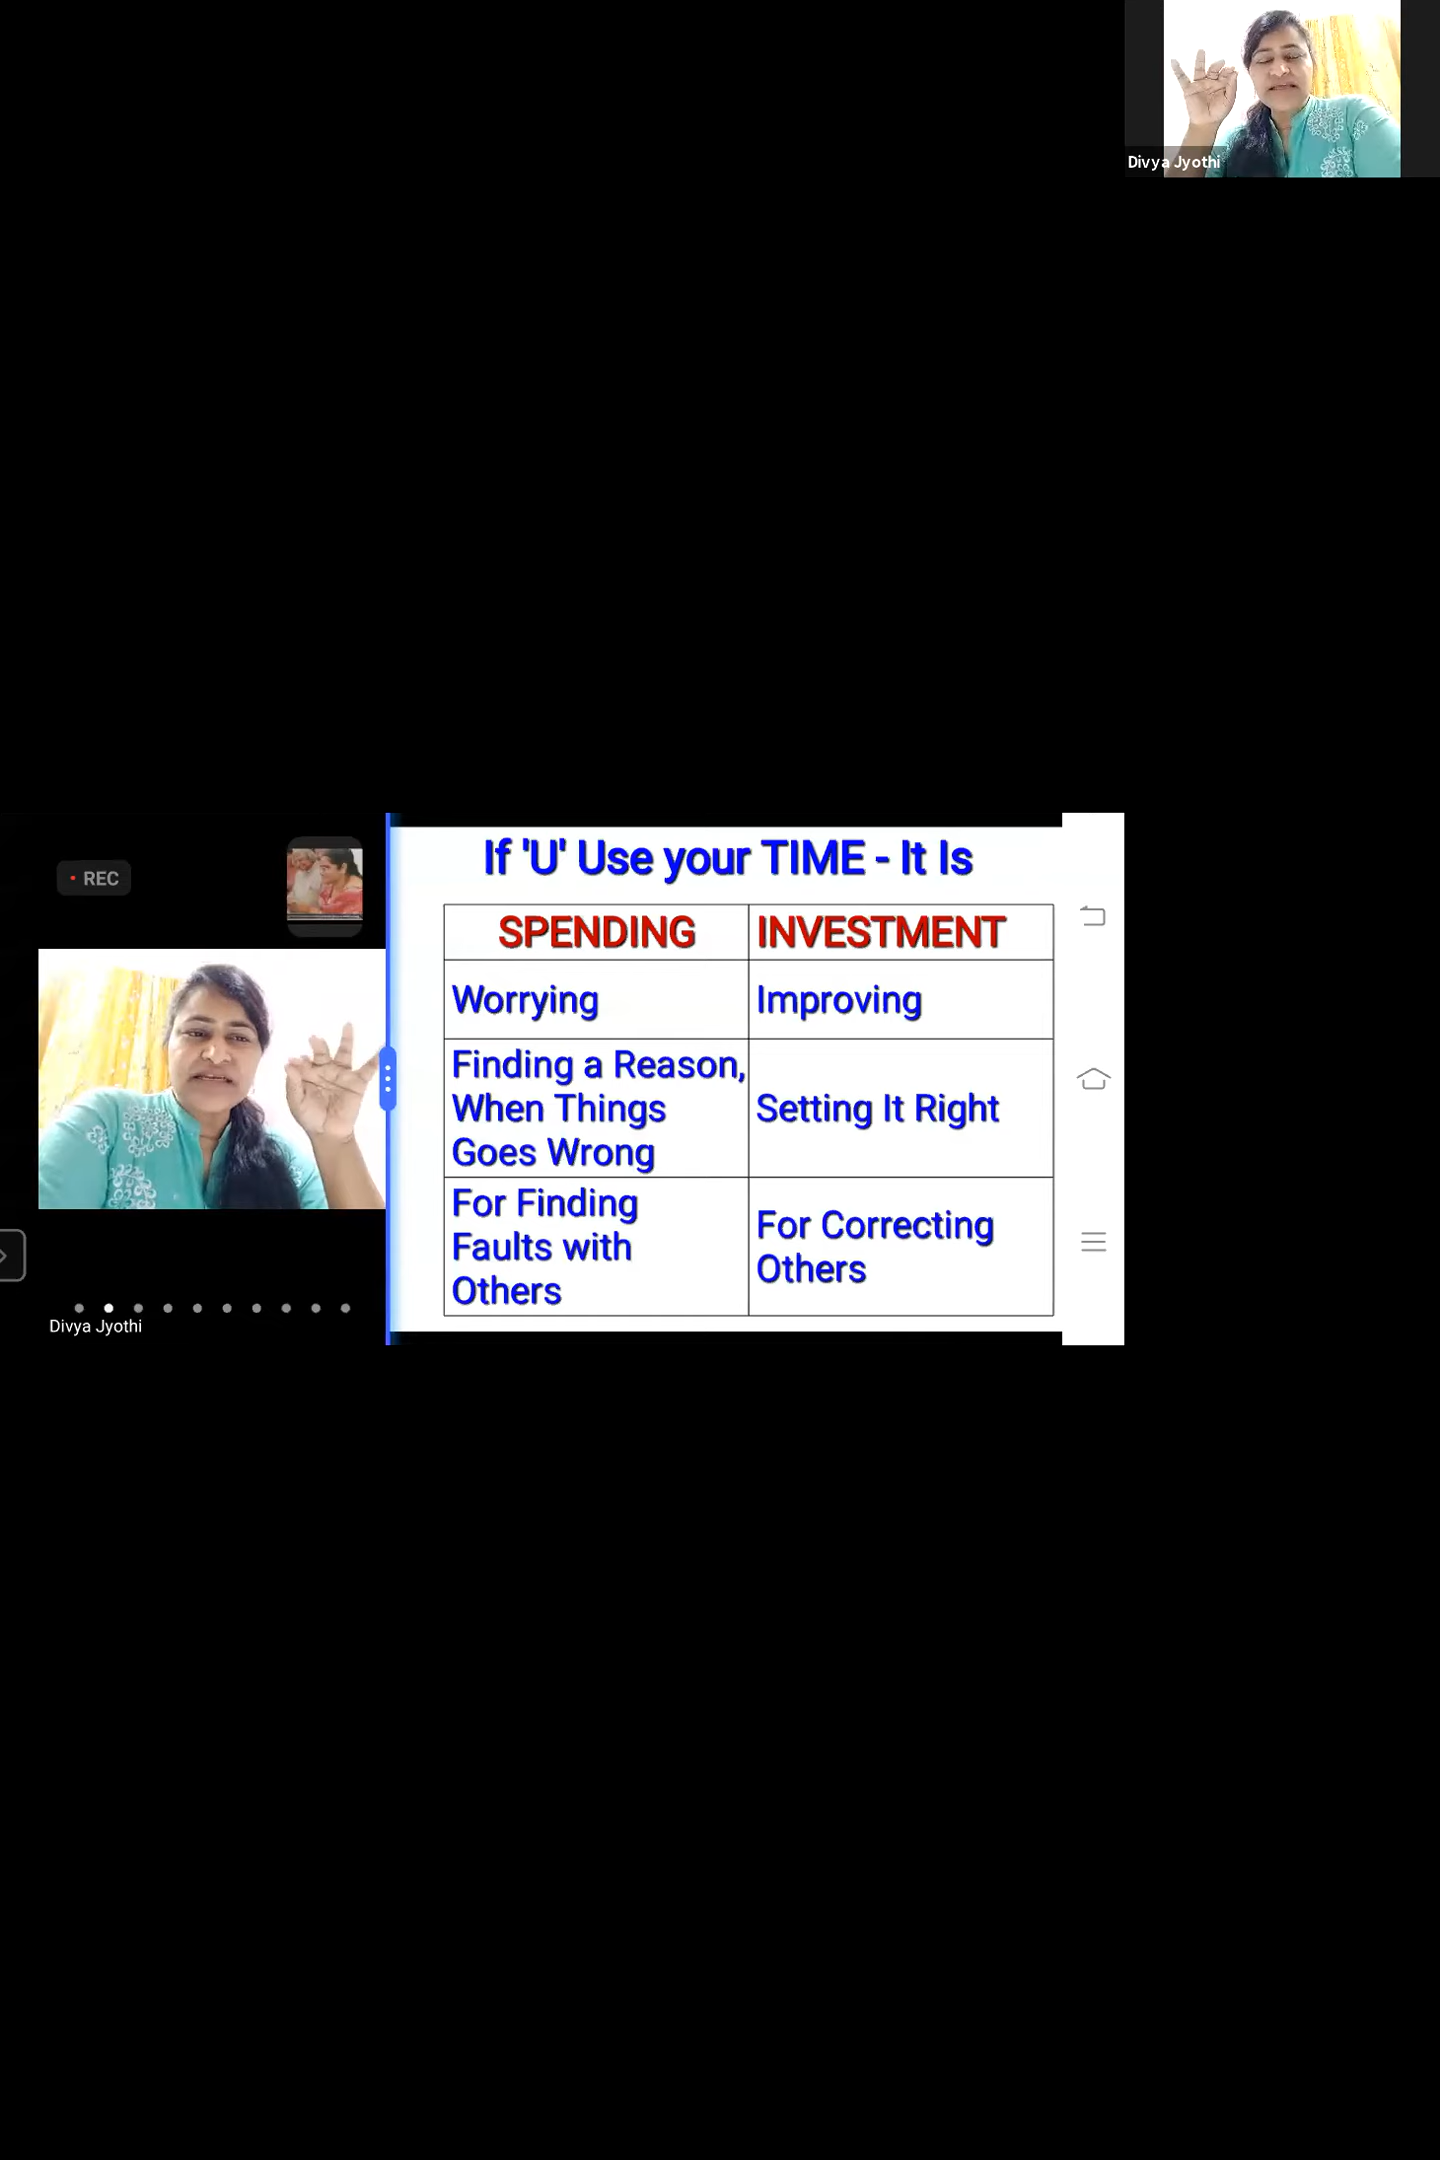 Divya Jyothi
• REC
If 'U' Use your TIME - It Is
SPENDING
INVESTMENT
Worrying
Improving
Finding a Reason,
When Things
Goes Wrong
Setting It Right
For Finding
Faults with
Others
For Correcting
Others
Divya Jyothi